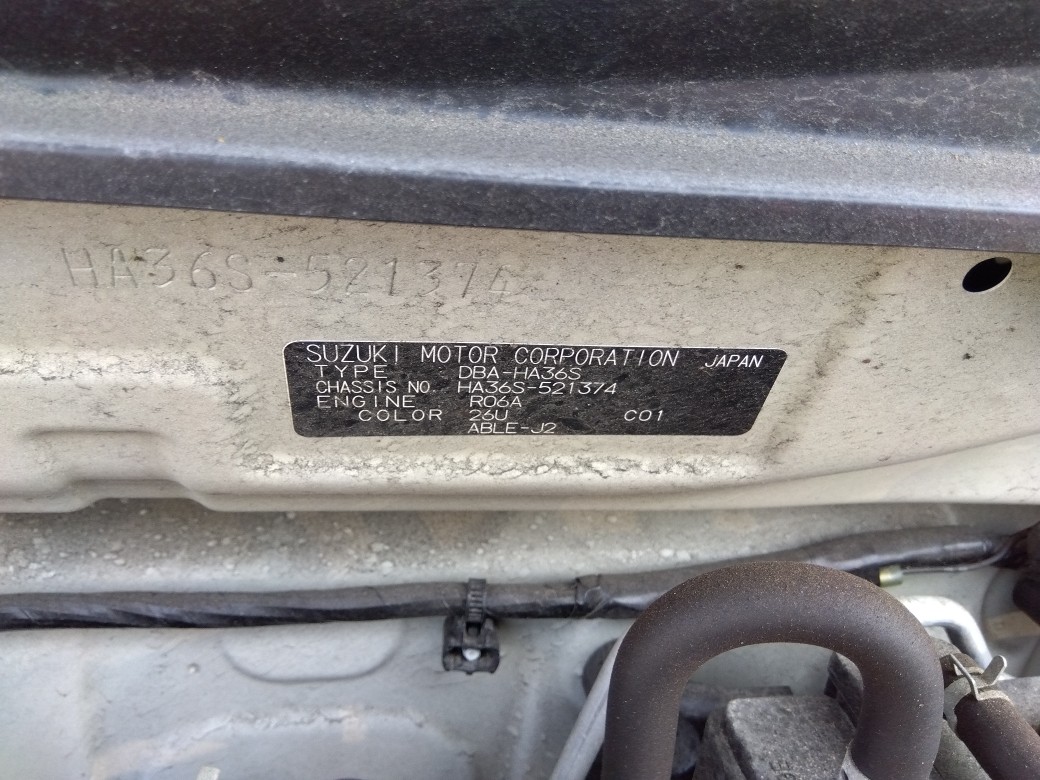 HA36S-521374
SUZUKI MOTOR CORPORATION JAPAN
TYPE DBA-HA36S
CHASSIS NO. HA36S-521374
ENGINE R06A
COLOR 26U C01
ABLE-J2